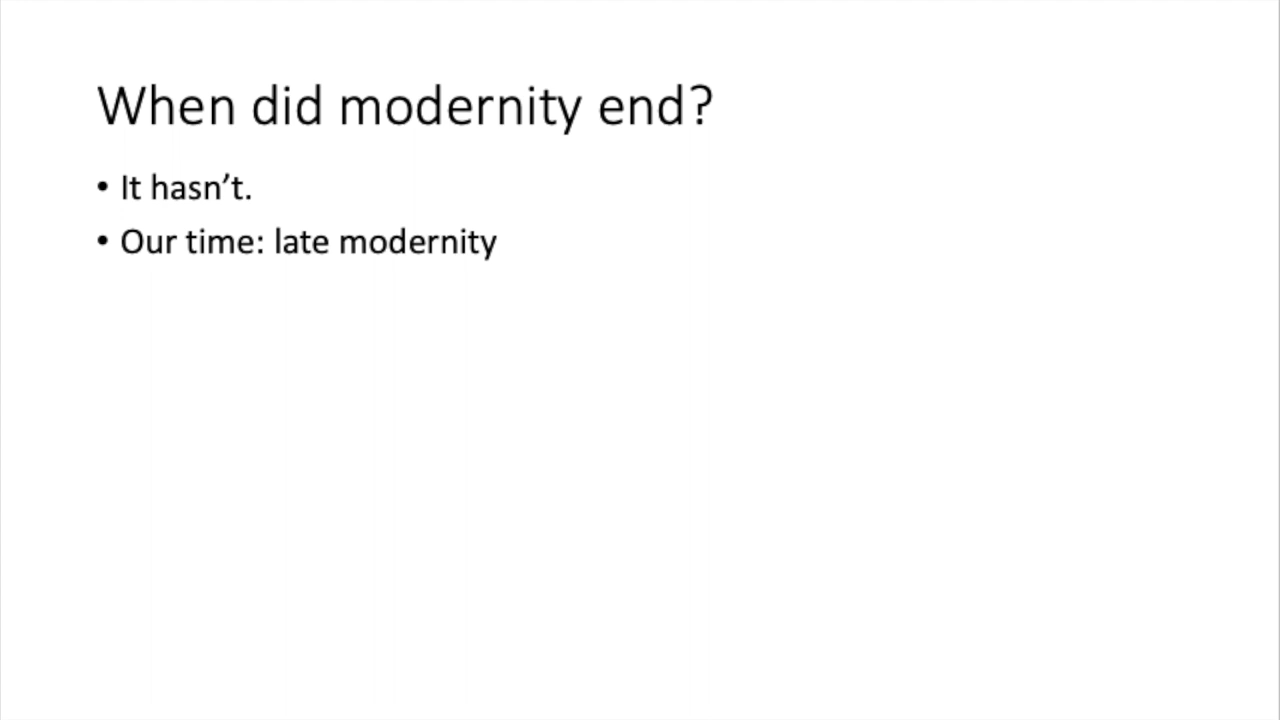 When did modernity end?
• It hasn’t.
• Our time: late modernity